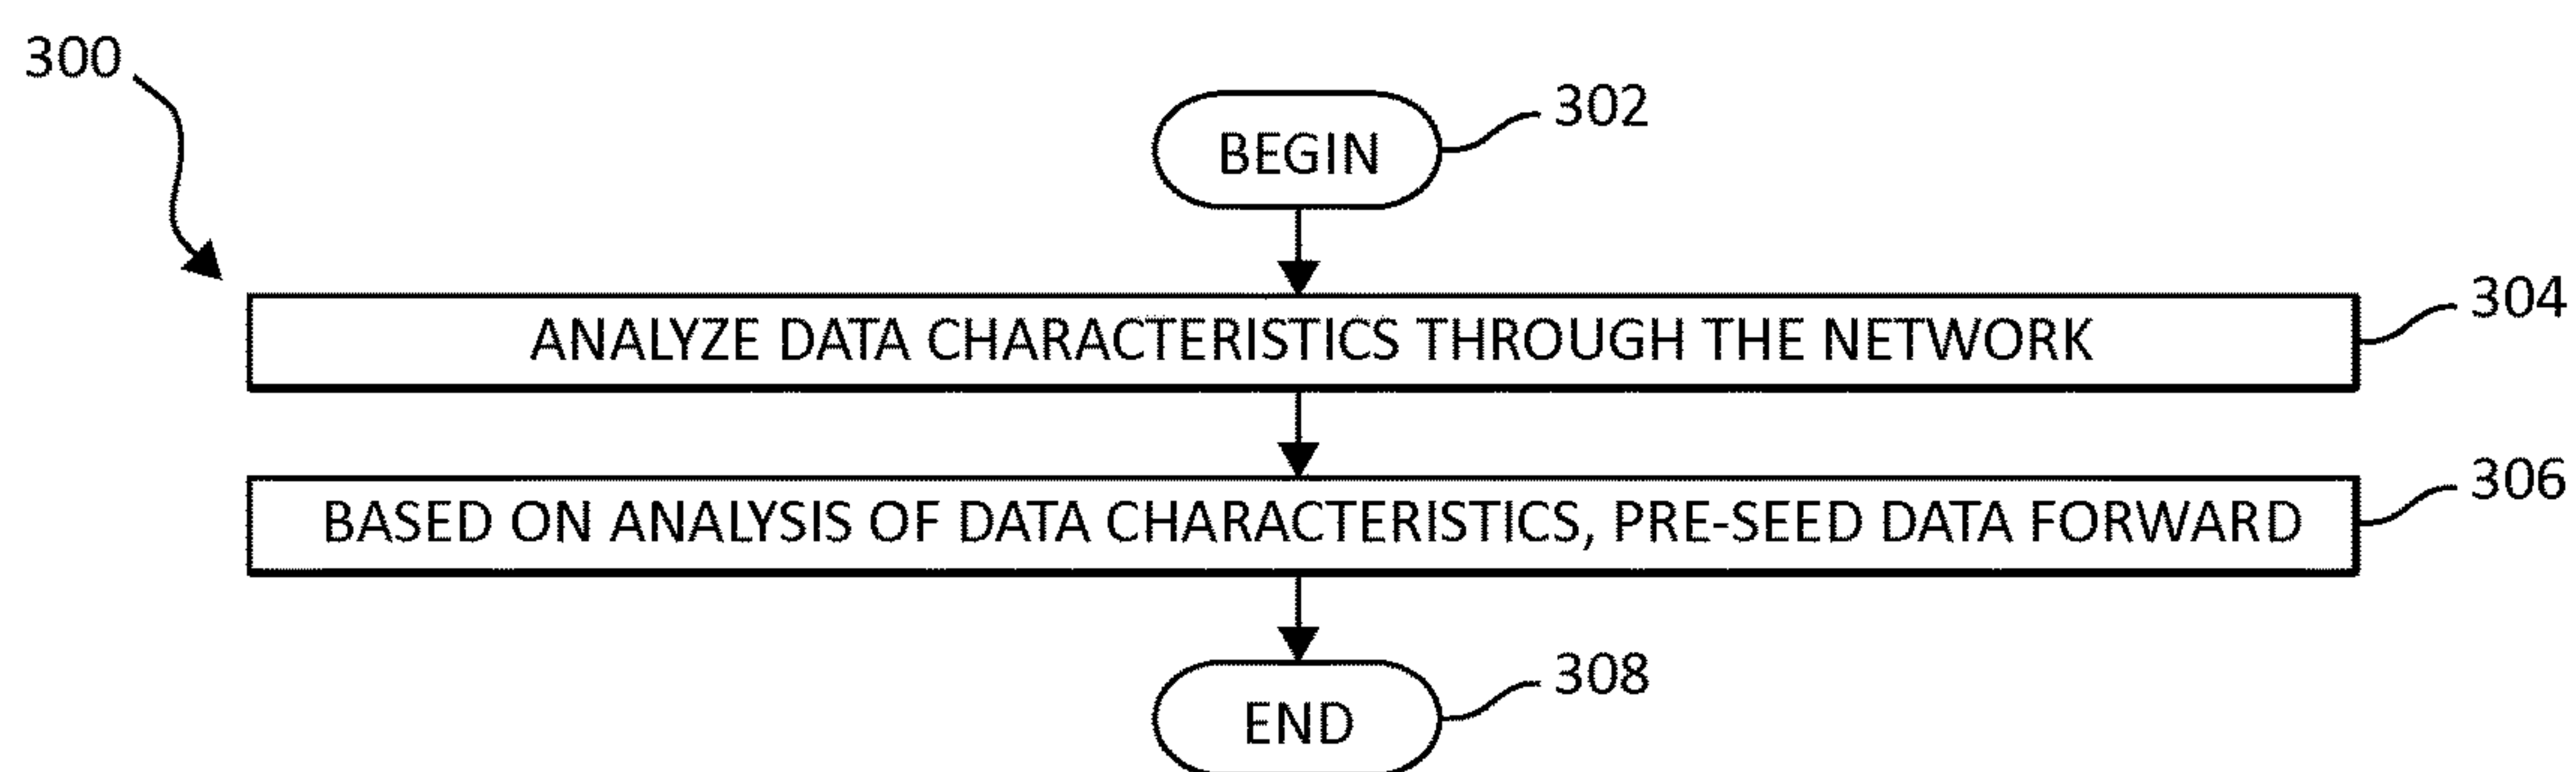 300
BEGIN
302
ANALYZE DATA CHARACTERISTICS THROUGH THE NETWORK
304
BASED ON ANALYSIS OF DATA CHARACTERISTICS, PRE-SEED DATA FORWARD
306
END
308